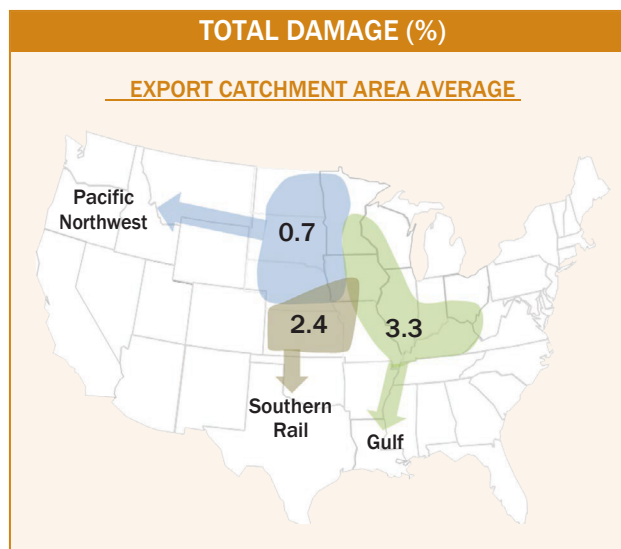 TOTAL DAMAGE (%)
EXPORT CATCHMENT AREA AVERAGE
Pacific
Northwest
0.7
2.4
3.3
Southern
Rail
Gulf